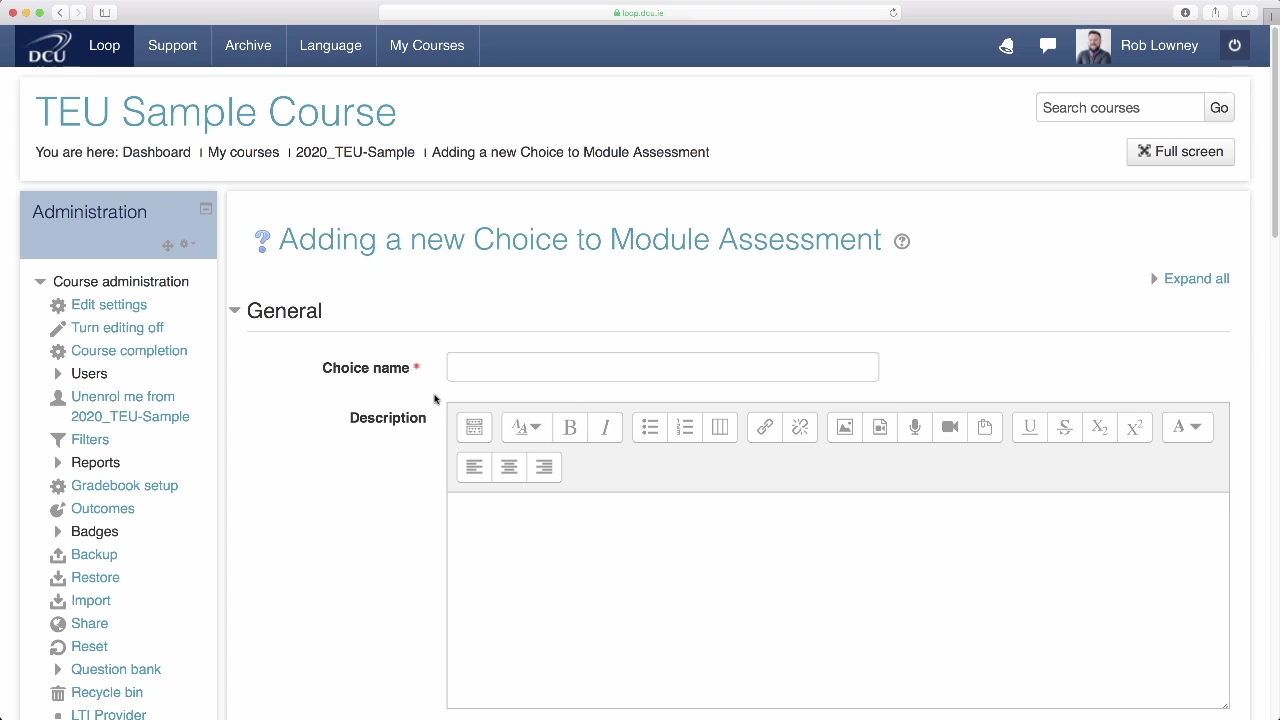 loop.dcu.ie
DCU
Loop
Support
Archive
Language
My Courses
Rob Lowney
TEU Sample Course
Search courses
Go
You are here: Dashboard
My courses
2020_TEU-Sample
Adding a new Choice to Module Assessment
Full screen
Administration
Adding a new Choice to Module Assessment
Expand all
Course administration
Edit settings
Turn editing off
Course completion
Users
Unenrol me from
2020_TEU-Sample
Filters
Reports
Gradebook setup
Outcomes
Badges
Backup
Restore
Import
Share
Reset
Question bank
Recycle bin
LTI Provider
General
Choice name *
Description